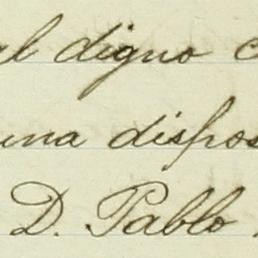 al digno
una dispos
D. Pablo